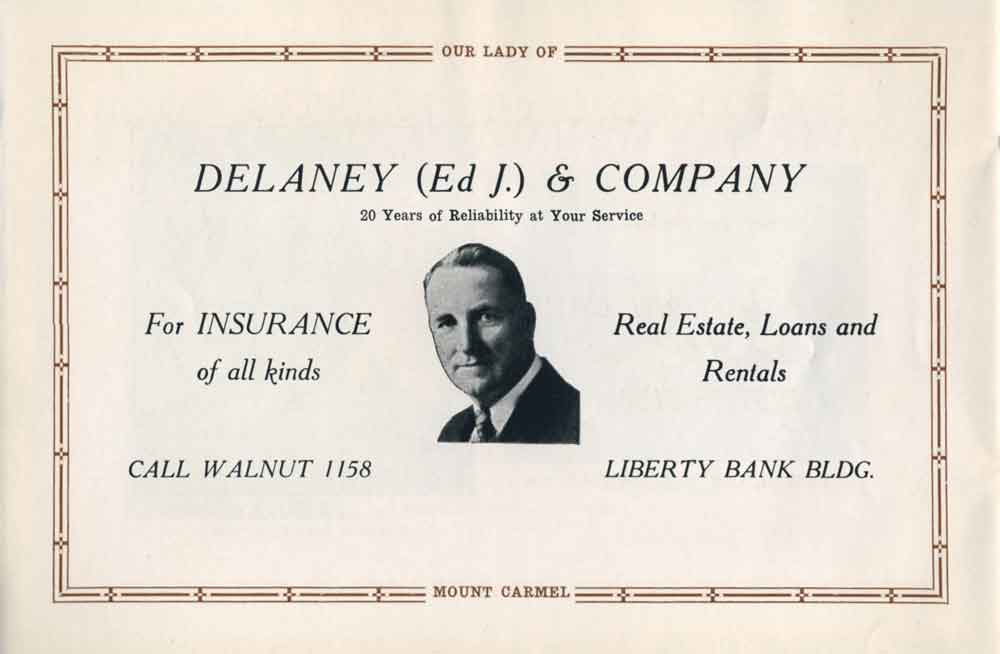 OUR LADY OF
DELANEY (Ed J.) & COMPANY
20 Years of Reliability at Your Service
For INSURANCE
of all kinds
Real Estate, Loans and
Rentals
CALL WALNUT 1158
LIBERTY BANK BLDG.
MOUNT CARMEL